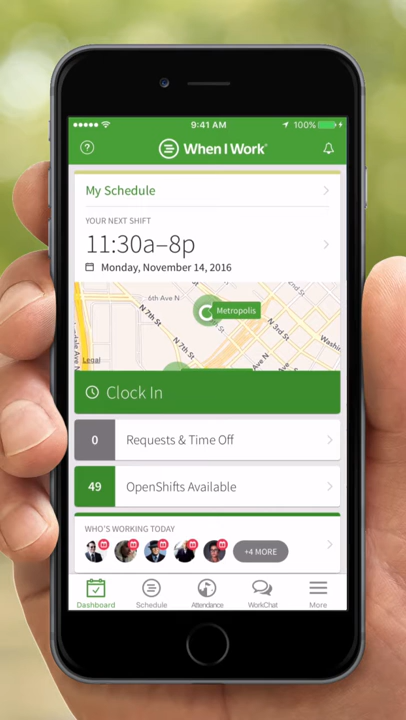 9:41 AM
100%
When I Work
My Schedule
YOUR NEXT SHIFT
11:30a–8p
Monday, November 14, 2016
6th Ave N
N 7th St
N 3rd St
Metropolis
N 7th St
Ave N
Legal
Clock In
0 Requests & Time Off
49 OpenShifts Available
WHO'S WORKING TODAY
+4 MORE
Dashboard Schedule Attendance WorkChat More